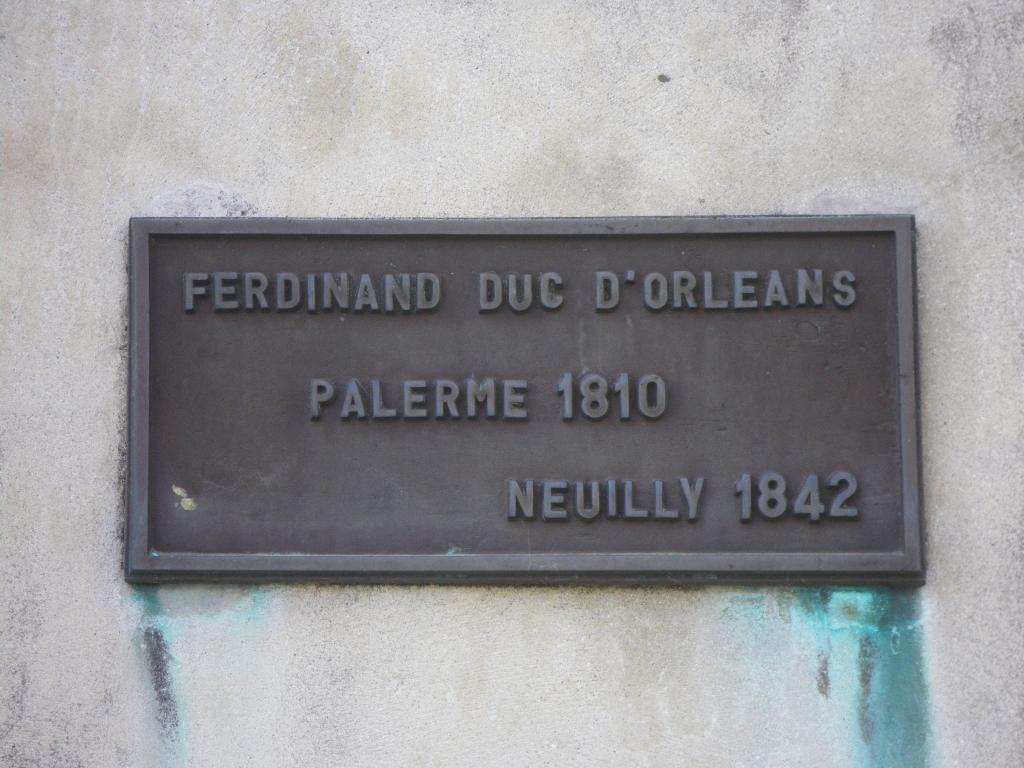 FERDINAND DUC D'ORLEANS
PALERME 1810
NEUILLY 1842